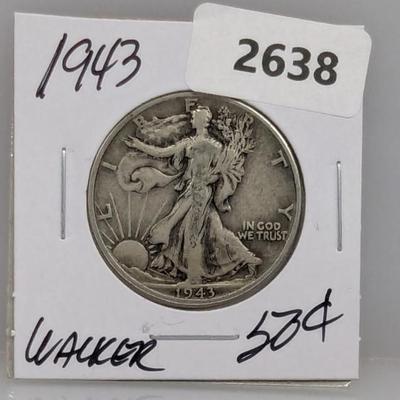 1943
2638
LIBERTY
IN GOD
WE TRUST
1943
WALKER 50¢